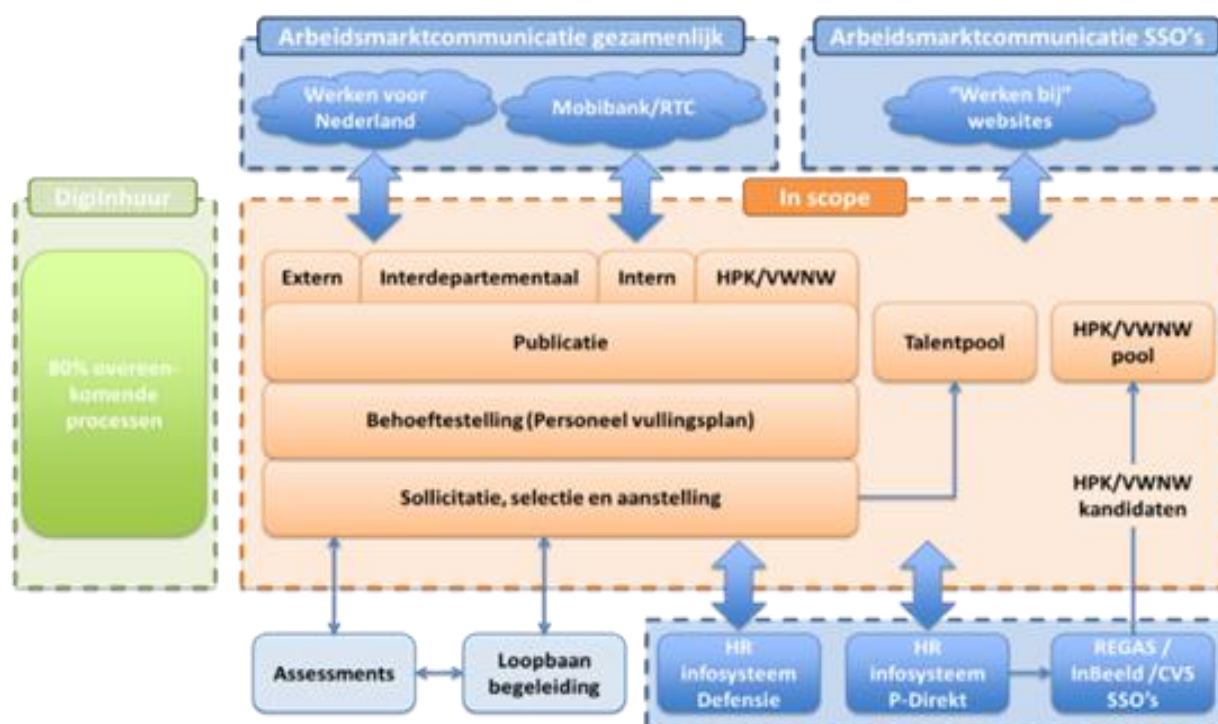 Arbeidsmarktcommunicatie gezamenlijk
Arbeidsmarktcommunicatie SSO's
Werken voor
Nederland
Mobibank/RTC
"Werken bij"
websites
DigiInhuur
In scope
80% overeen-
komende
processen
Extern
Interdepartementaal
Intern
HPK/VWNW
Publicatie
Talentpool
HPK/VWNW
pool
Behoeftestelling (Personeel vullingsplan)
Sollicitatie, selectie en aanstelling
HPK/VWNW
kandidaten
Assessments
Loopbaan
begeleiding
HR
infosysteem
Defensie
HR
infosysteem
P-Direkt
REGAS /
InBeeld /CVS
SSO's